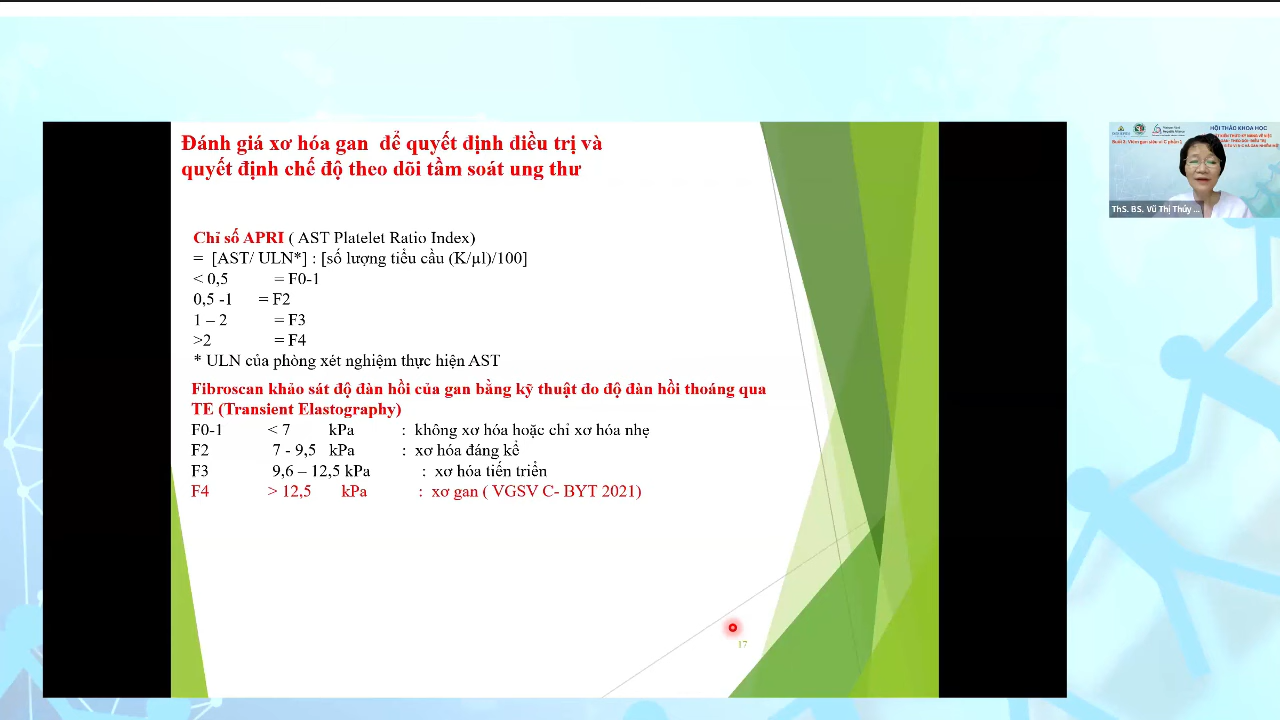 Đánh giá xơ hóa gan để quyết định điều trị và
quyết định chế độ theo dõi tầm soát ung thư
Chỉ số APRI ( AST Platelet Ratio Index)
= [AST/ ULN*] : [số lượng tiểu cầu (K/µl)/100]
< 0,5 = F0-1
0,5 -1 = F2
1 – 2 = F3
>2 = F4
* ULN của phòng xét nghiệm thực hiện AST
Fibroscan khảo sát độ đàn hồi của gan bằng kỹ thuật đo độ đàn hồi thoáng qua
TE (Transient Elastography)
F0-1 < 7 kPa : không xơ hóa hoặc chỉ xơ hóa nhẹ
F2 7 - 9,5 kPa : xơ hóa đáng kể
F3 9,6 – 12,5 kPa : xơ hóa tiến triển
F4 > 12,5 kPa : xơ gan ( VGSV C- BYT 2021)
17
HỘI THẢO KHOA HỌC
ThS. BS. Vũ Thị Thúy ...